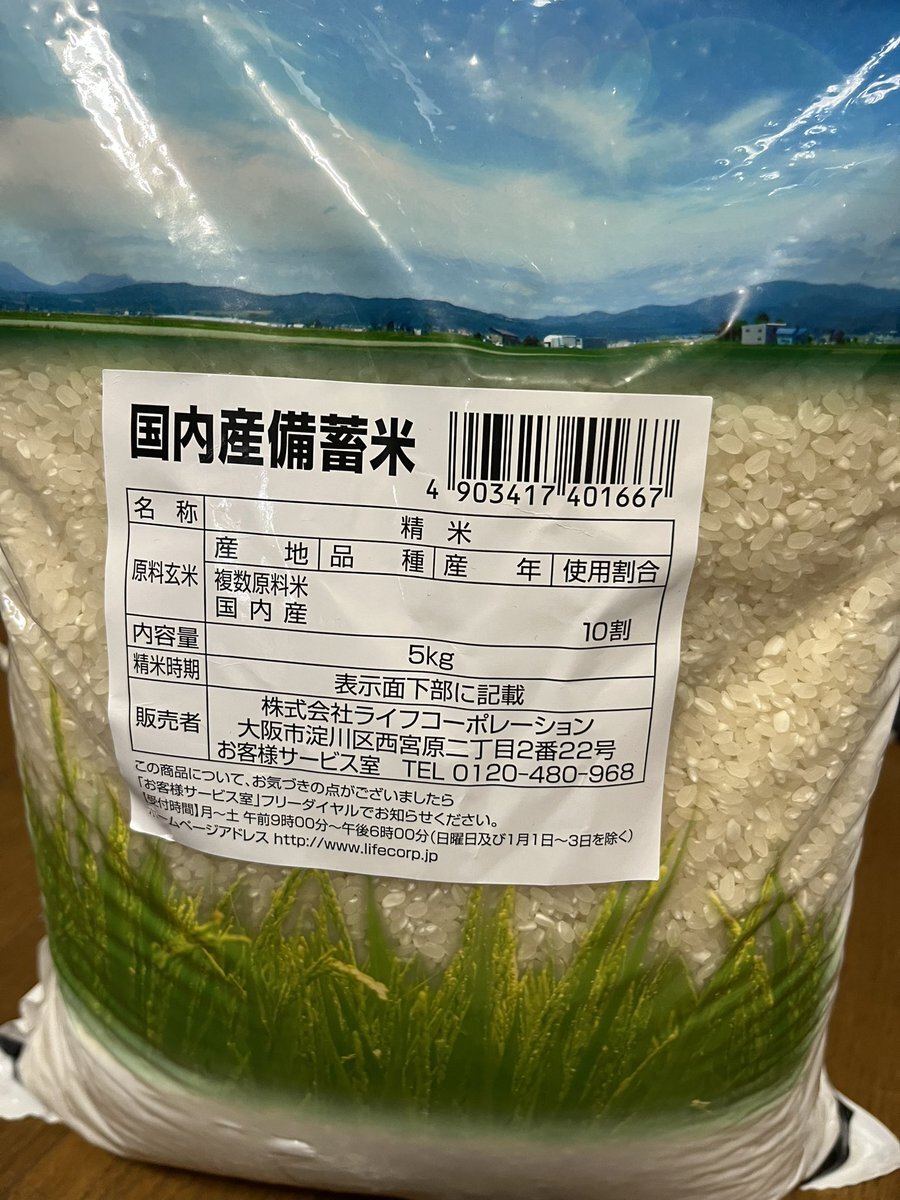 国内産備蓄米
4 903417 401667
名称 精米
原料玄米 産地 品種 産年 使用割合
複数原料米
国内産 10割
内容量 5kg
精米時期 表示面下部に記載
販売者 株式会社ライフコーポレーション
大阪市淀川区西宮原二丁目2番22号
お客様サービス室 TEL 0120-480-968
この商品について、お気づきの点がございましたら
「お客様サービス室」フリーダイヤルでお知らせください。
【受付時間】月〜土 午前9時00分〜午後6時00分(日曜日及び1月1日〜3日を除く)
ホームページアドレス http://www.lifecorp.jp